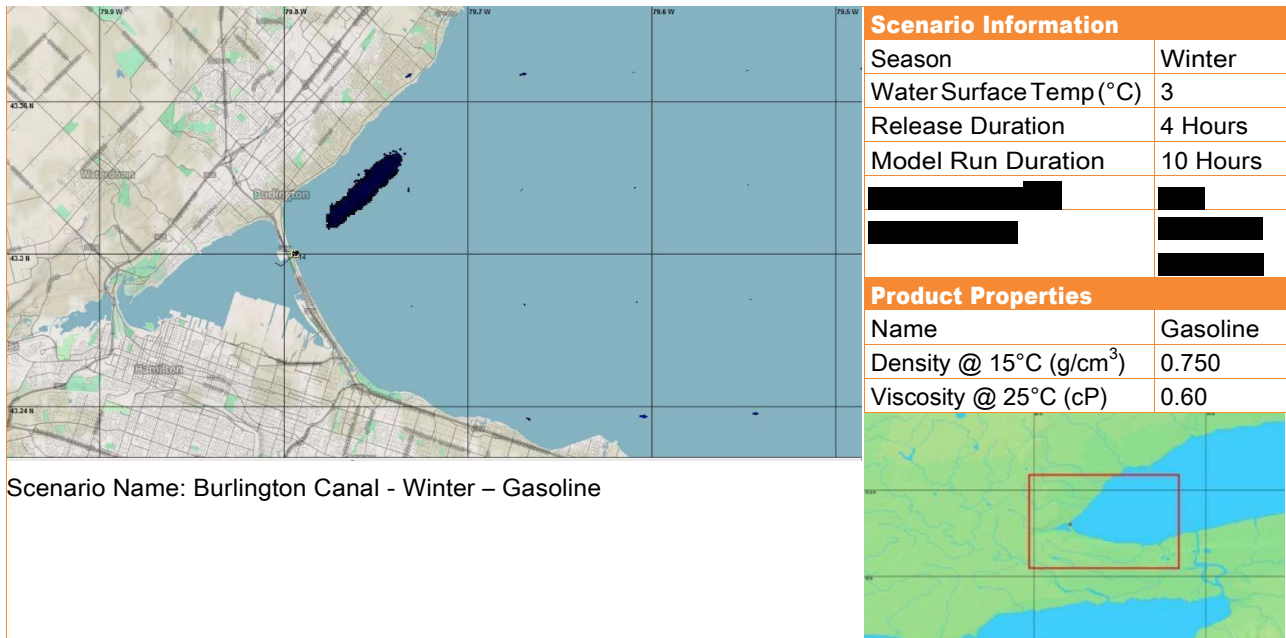 79.9 W
79.8 W
79.7 W
79.6 W
79.5 W
43.36 N
Waterdown
Burlington
43.3 N
Hamilton
43.24 N
Scenario Name: Burlington Canal - Winter – Gasoline
Scenario Information
Season Winter
Water Surface Temp (°C) 3
Release Duration 4 Hours
Model Run Duration 10 Hours
Product Properties
Name Gasoline
Density @ 15°C (g/cm³) 0.750
Viscosity @ 25°C (cP) 0.60